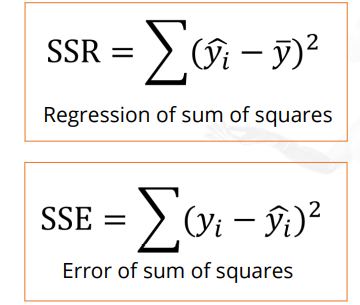 SSR = ∑(ŷᵢ − ȳ)²
Regression of sum of squares
SSE = ∑(yᵢ − ŷᵢ)²
Error of sum of squares